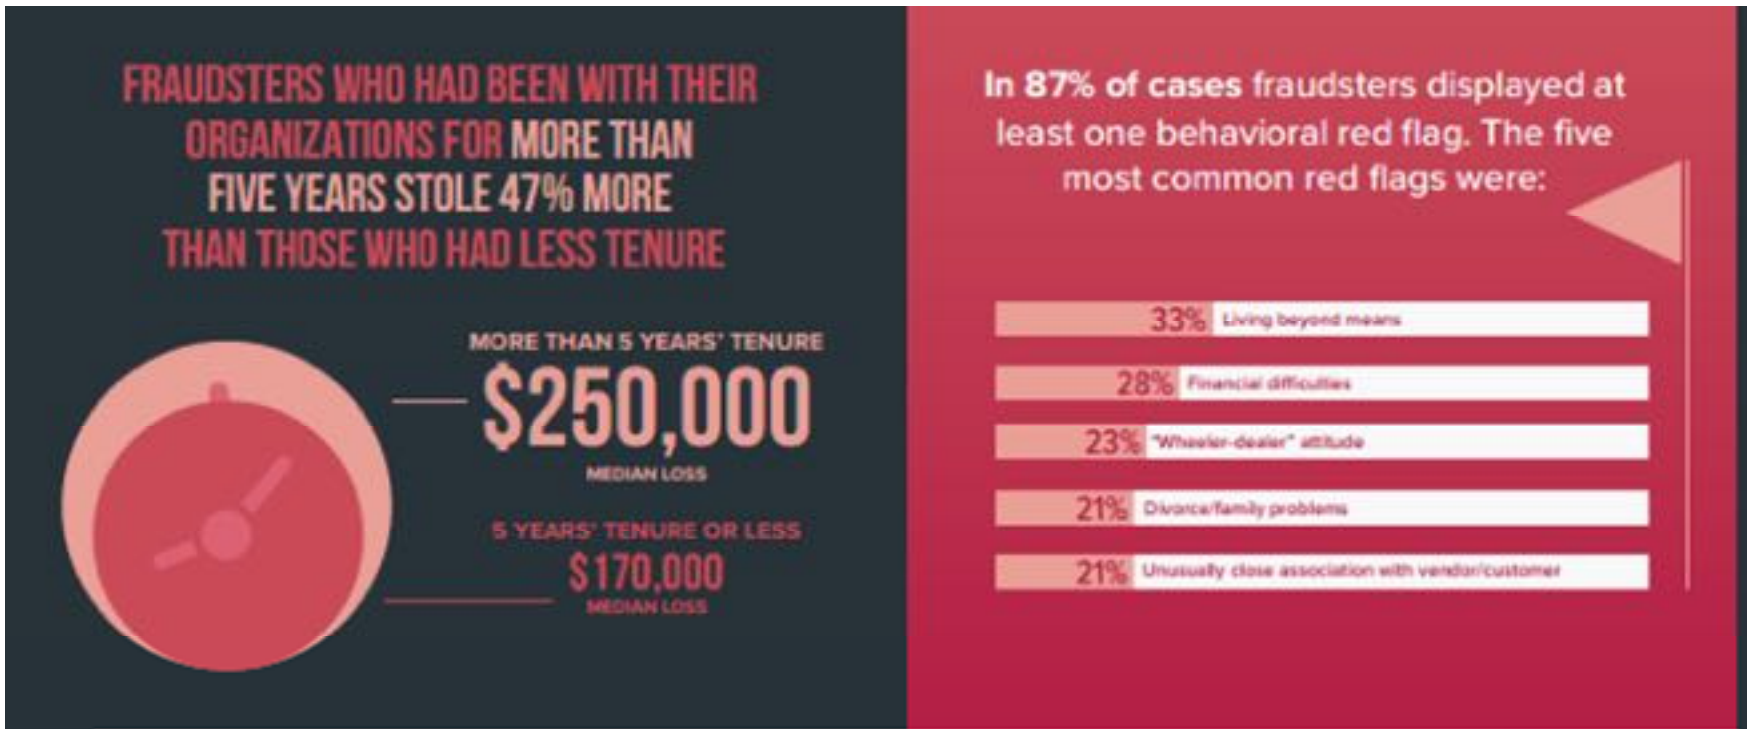 FRAUDSTERS WHO HAD BEEN WITH THEIR
ORGANIZATIONS FOR MORE THAN
FIVE YEARS STOLE 47% MORE
THAN THOSE WHO HAD LESS TENURE
MORE THAN 5 YEARS' TENURE
$250,000
MEDIAN LOSS
5 YEARS' TENURE OR LESS
$170,000
MEDIAN LOSS
In 87% of cases fraudsters displayed at
least one behavioral red flag. The five
most common red flags were:
33% Living beyond means
28% Financial difficulties
23% "Wheeler-dealer" attitude
21% Divorce/family problems
21% Unusually close association with vendor/customer